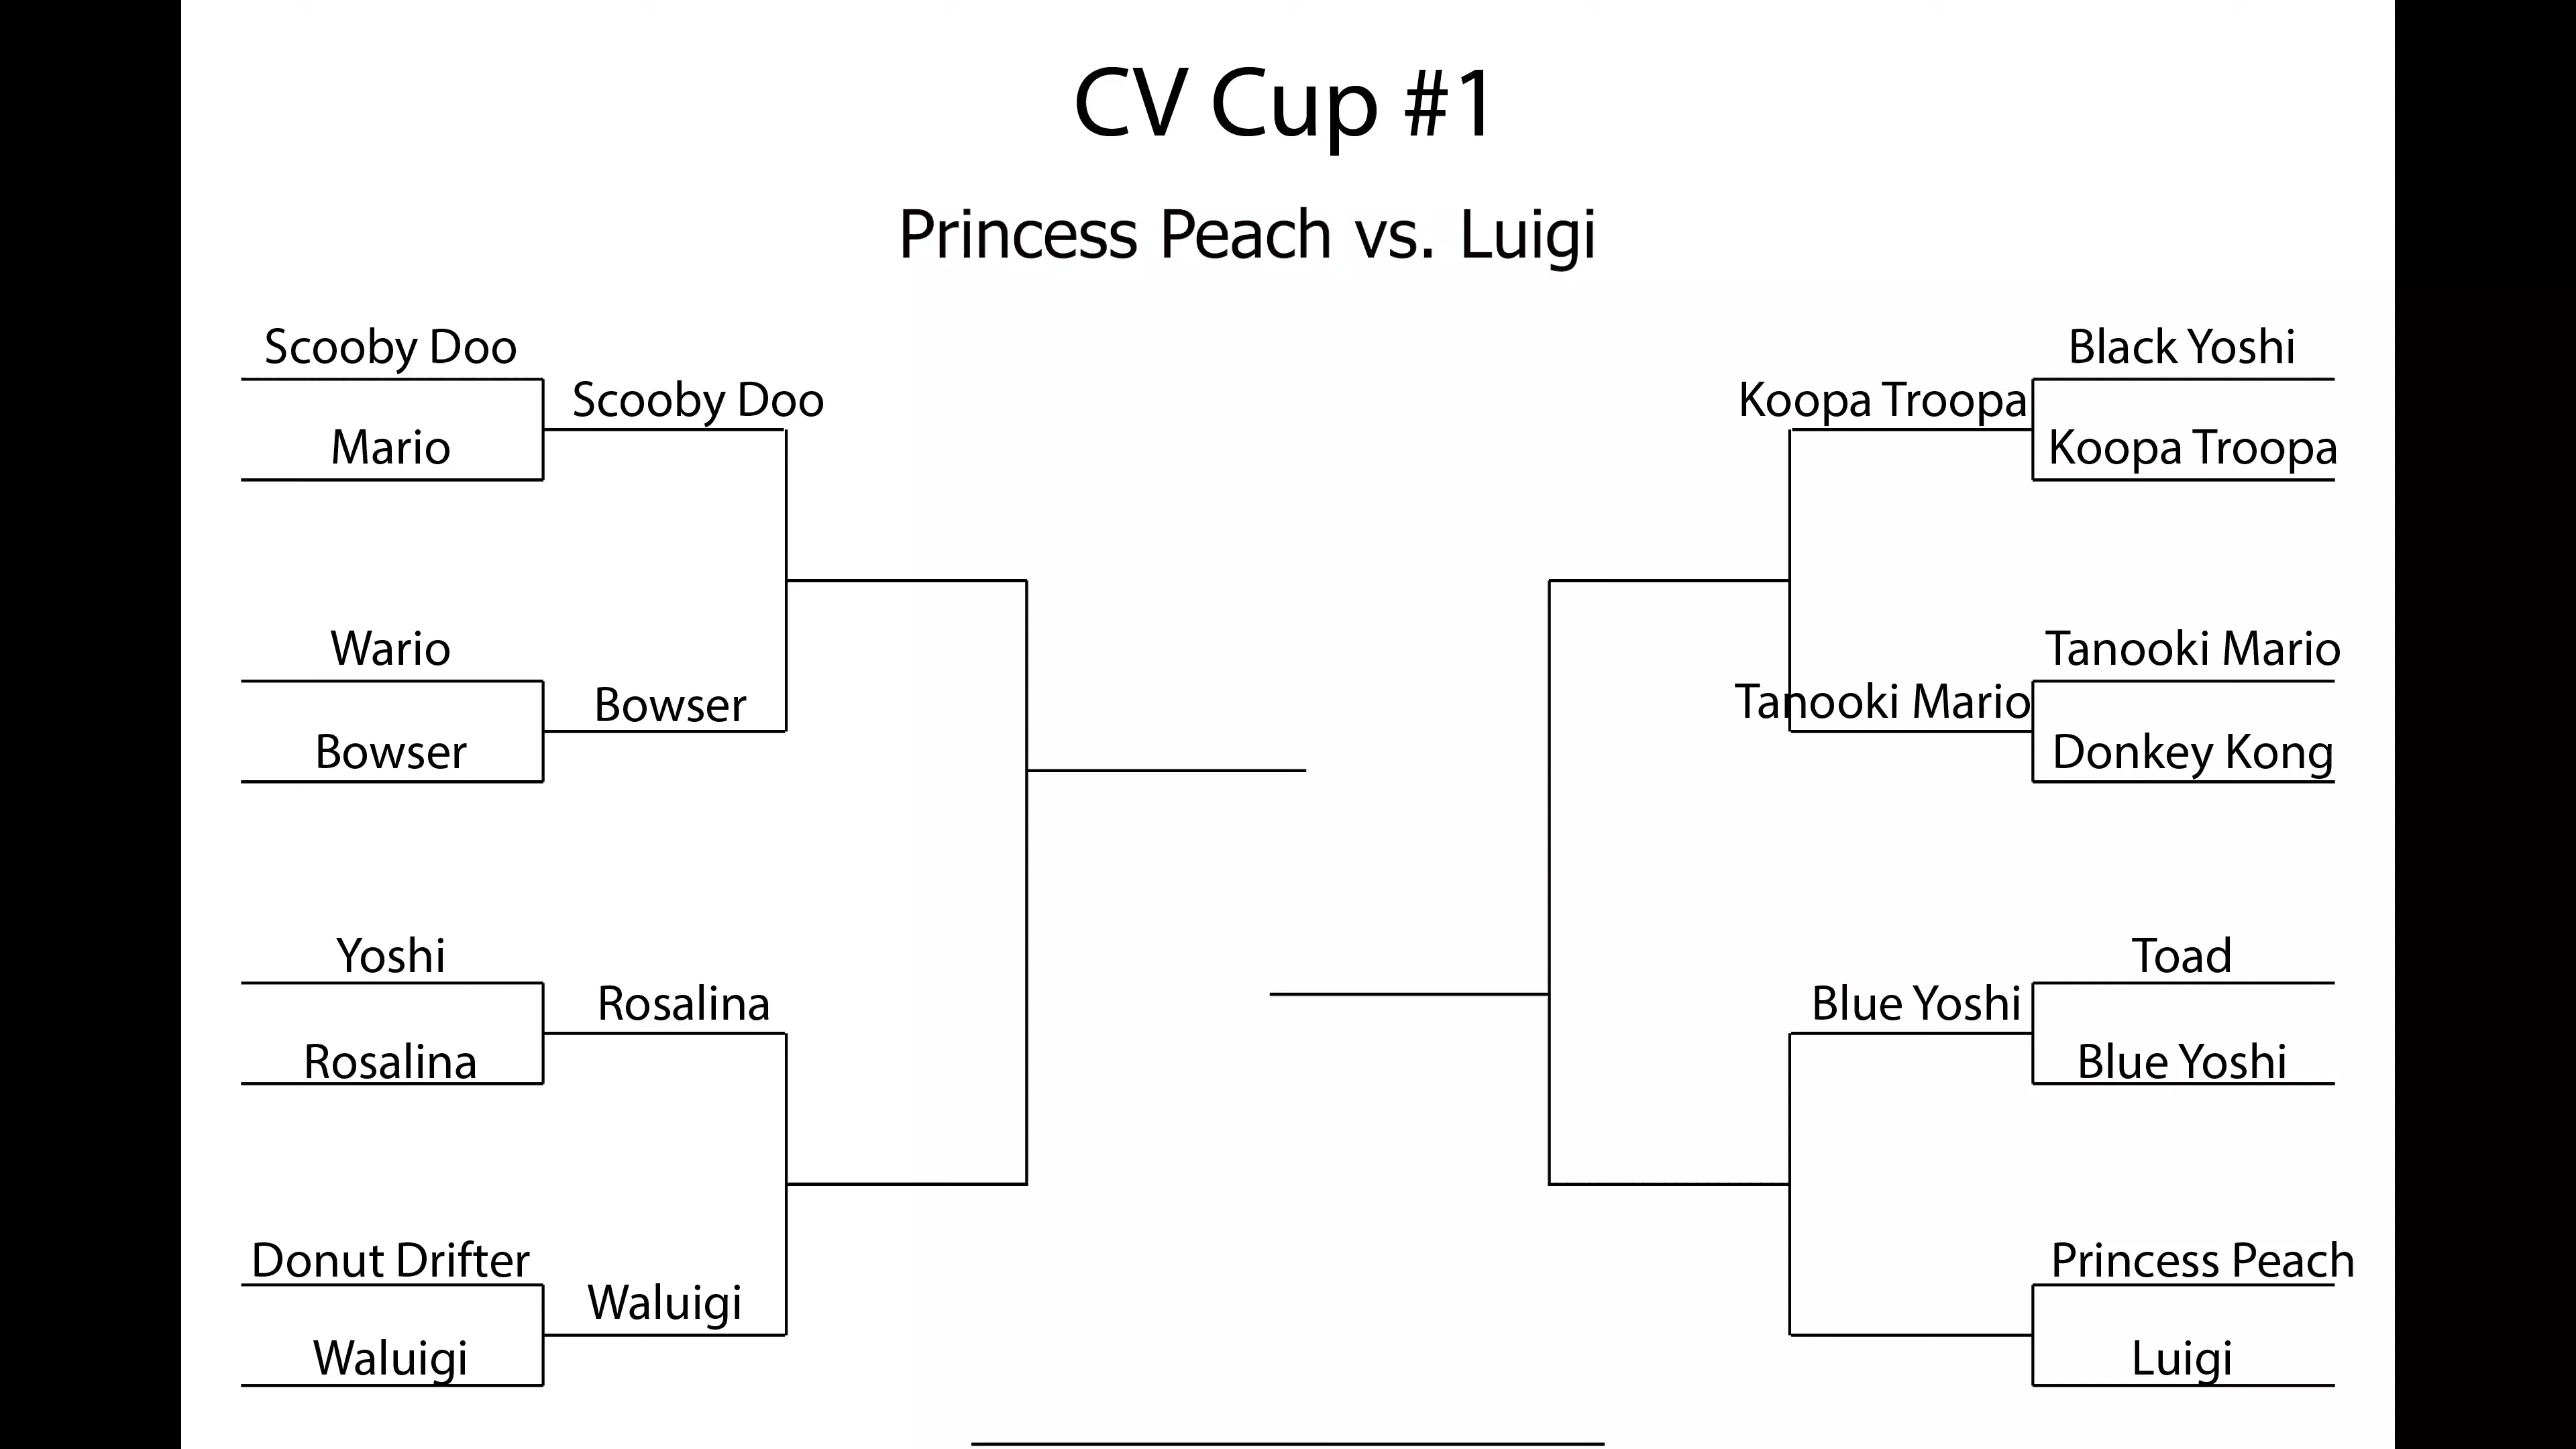 CV Cup #1
Princess Peach vs. Luigi
Scooby Doo
Mario
Scooby Doo
Wario
Bowser
Bowser
Yoshi
Rosalina
Rosalina
Donut Drifter
Waluigi
Waluigi
Koopa Troopa
Black Yoshi
Koopa Troopa
Tanooki Mario
Tanooki Mario
Donkey Kong
Blue Yoshi
Toad
Blue Yoshi
Princess Peach
Luigi